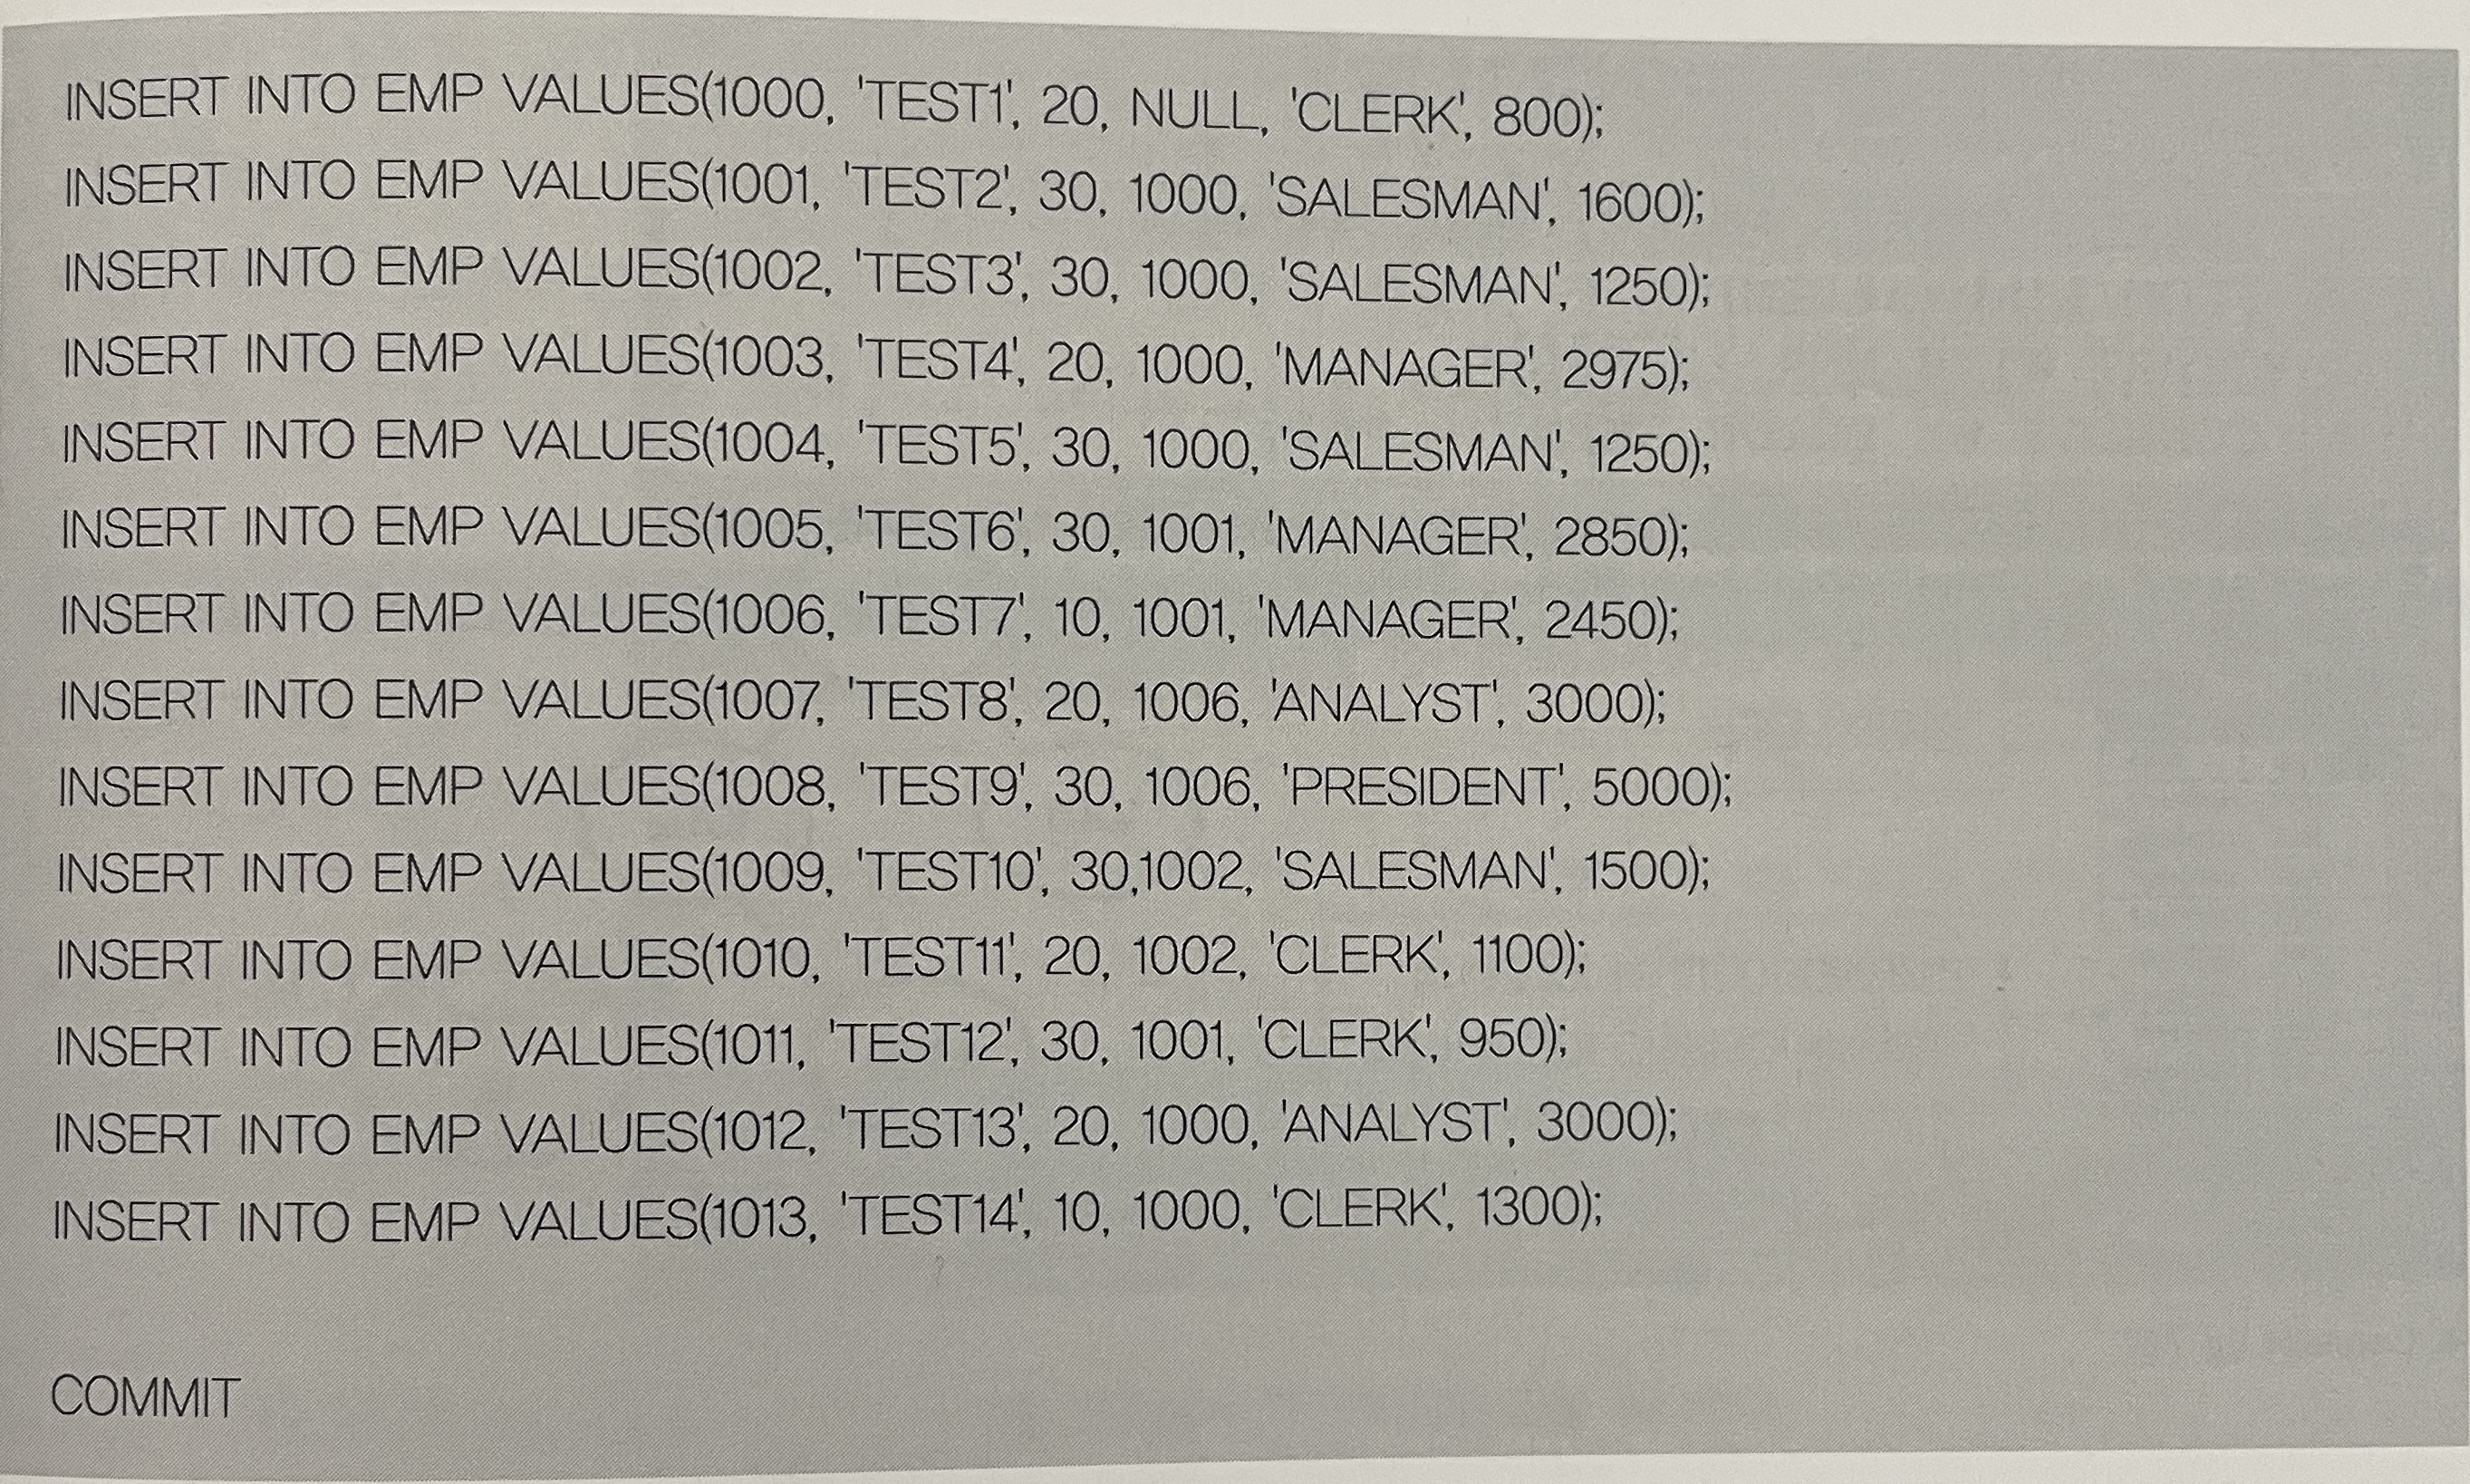 INSERT INTO EMP VALUES(1000, 'TEST1', 20, NULL, 'CLERK', 800);
INSERT INTO EMP VALUES(1001, 'TEST2', 30, 1000, 'SALESMAN', 1600);
INSERT INTO EMP VALUES(1002, 'TEST3', 30, 1000, 'SALESMAN', 1250);
INSERT INTO EMP VALUES(1003, 'TEST4', 20, 1000, 'MANAGER', 2975);
INSERT INTO EMP VALUES(1004, 'TEST5', 30, 1000, 'SALESMAN', 1250);
INSERT INTO EMP VALUES(1005, 'TEST6', 30, 1001, 'MANAGER', 2850);
INSERT INTO EMP VALUES(1006, 'TEST7', 10, 1001, 'MANAGER', 2450);
INSERT INTO EMP VALUES(1007, 'TEST8', 20, 1006, 'ANALYST', 3000);
INSERT INTO EMP VALUES(1008, 'TEST9', 30, 1006, 'PRESIDENT', 5000);
INSERT INTO EMP VALUES(1009, 'TEST10', 30,1002, 'SALESMAN', 1500);
INSERT INTO EMP VALUES(1010, 'TEST11', 20, 1002, 'CLERK', 1100);
INSERT INTO EMP VALUES(1011, 'TEST12', 30, 1001, 'CLERK', 950);
INSERT INTO EMP VALUES(1012, 'TEST13', 20, 1000, 'ANALYST', 3000);
INSERT INTO EMP VALUES(1013, 'TEST14', 10, 1000, 'CLERK', 1300);
COMMIT